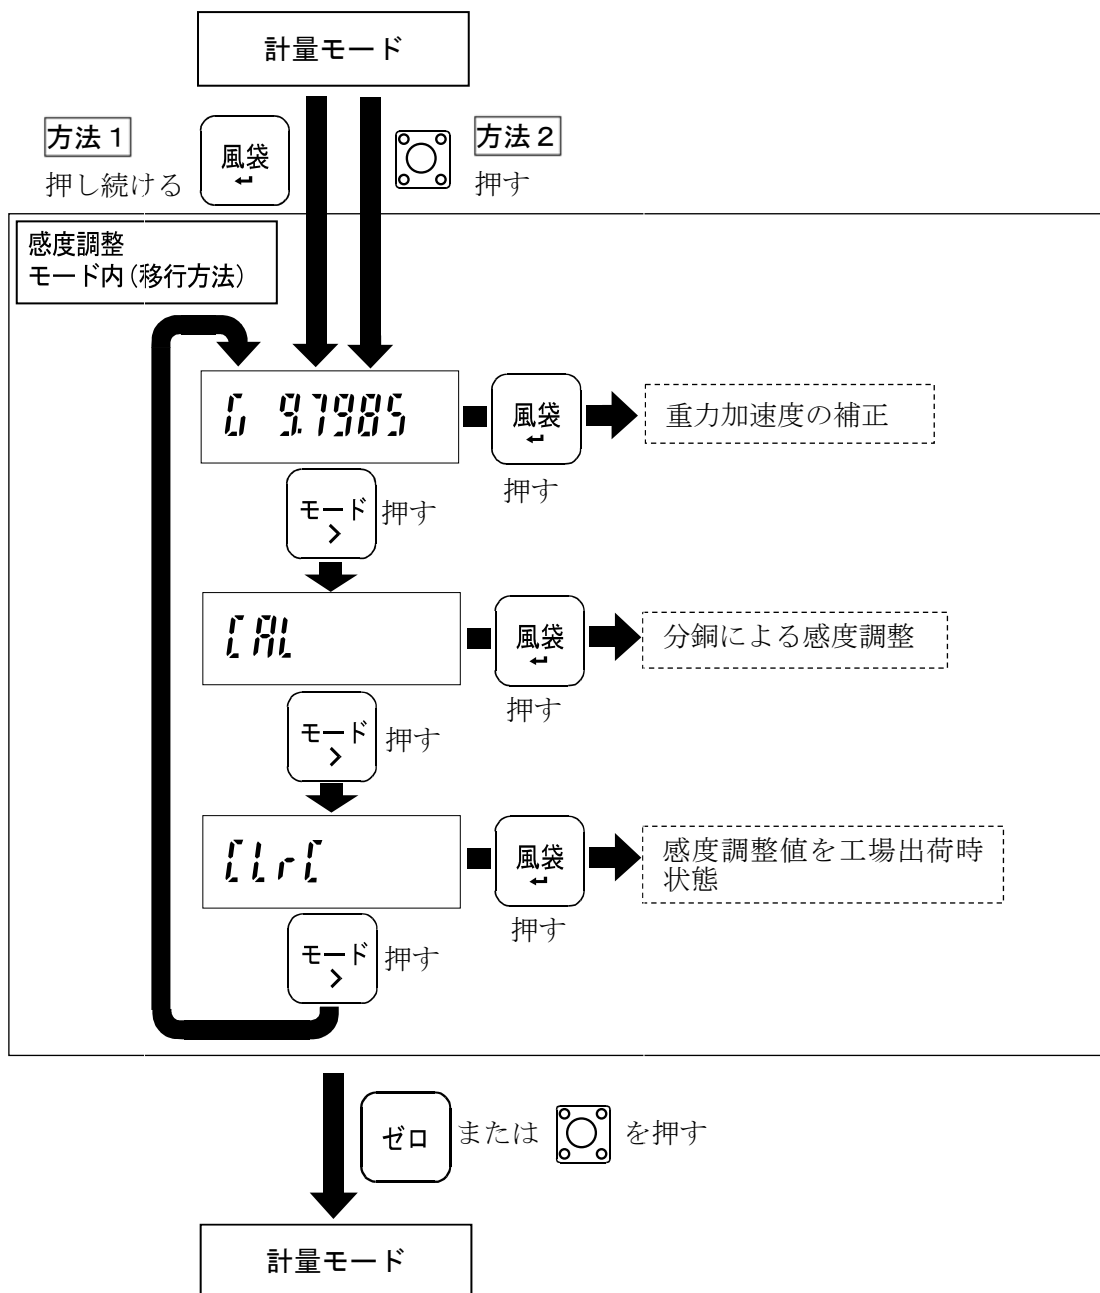 計量モード
方法1
押し続ける
風袋
方法2
押す
感度調整
モード内(移行方法)
G 9.7985
風袋
押す
重力加速度の補正
モード
押す
CAL
風袋
押す
分銅による感度調整
モード
押す
CLrC
風袋
押す
感度調整値を工場出荷時
状態
モード
押す
ゼロ
または
を押す
計量モード